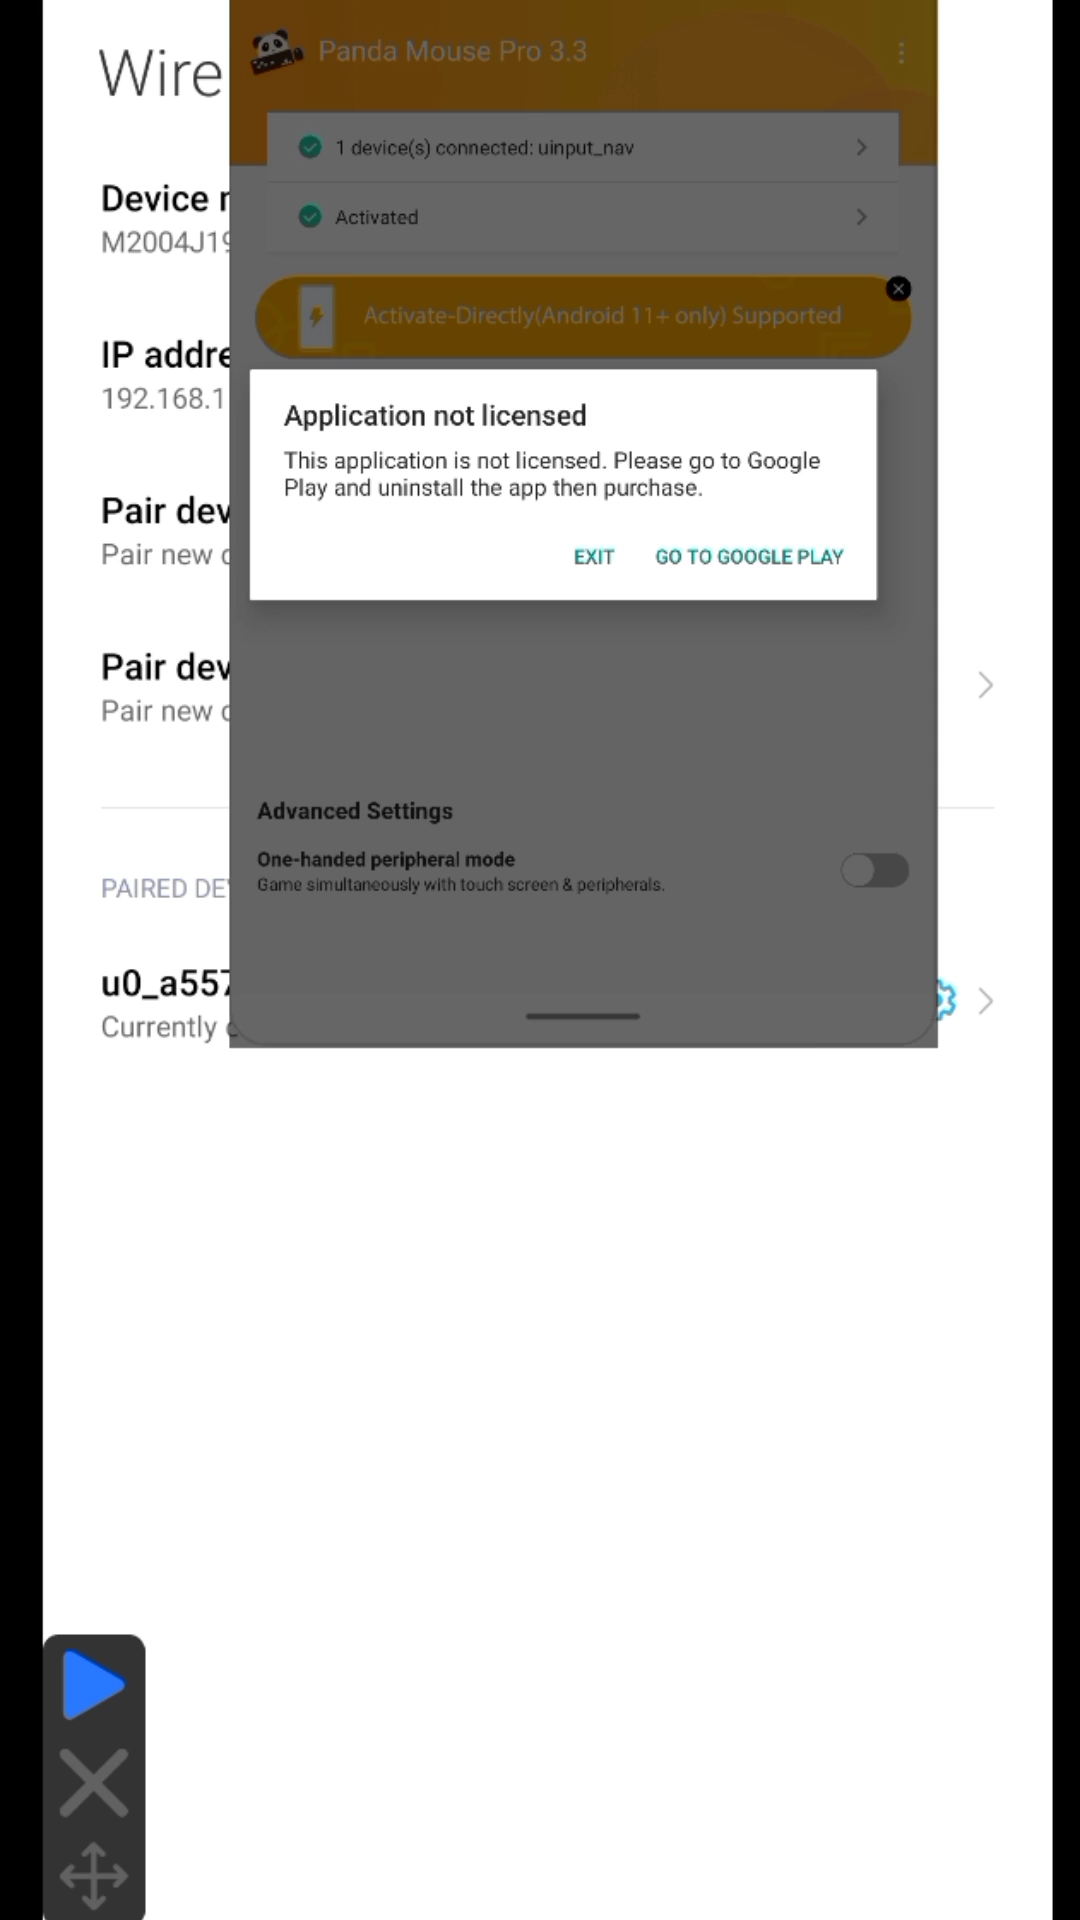 Wire
Device
M2004J19
IP addre
192.168.1
Pair dev
Pair new
Pair dev
Pair new
PAIRED DE
u0_a557
Currently
Panda Mouse Pro 3.3
1 device(s) connected: uinput_nav
Activated
Activate-Directly(Android 11+ only) Supported
Application not licensed
This application is not licensed. Please go to Google
Play and uninstall the app then purchase.
EXIT GO TO GOOGLE PLAY
Advanced Settings
One-handed peripheral mode
Game simultaneously with touch screen & peripherals.